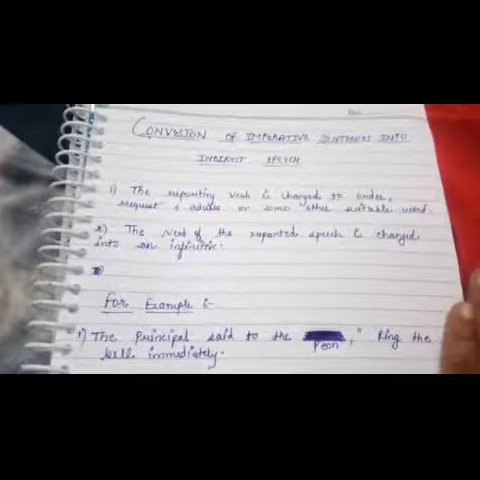 CONVESION OF IMPERATIVE SENTENCES INTO
INDIRECT SPEECH
1) The reporting verb is changed to order,
request, advise or some other suitable word.
2) The verb of the reported speech is changed
into an infinitive.
For Example :-
1) The Principal said to the Peon, " Ring the
bell immediately.